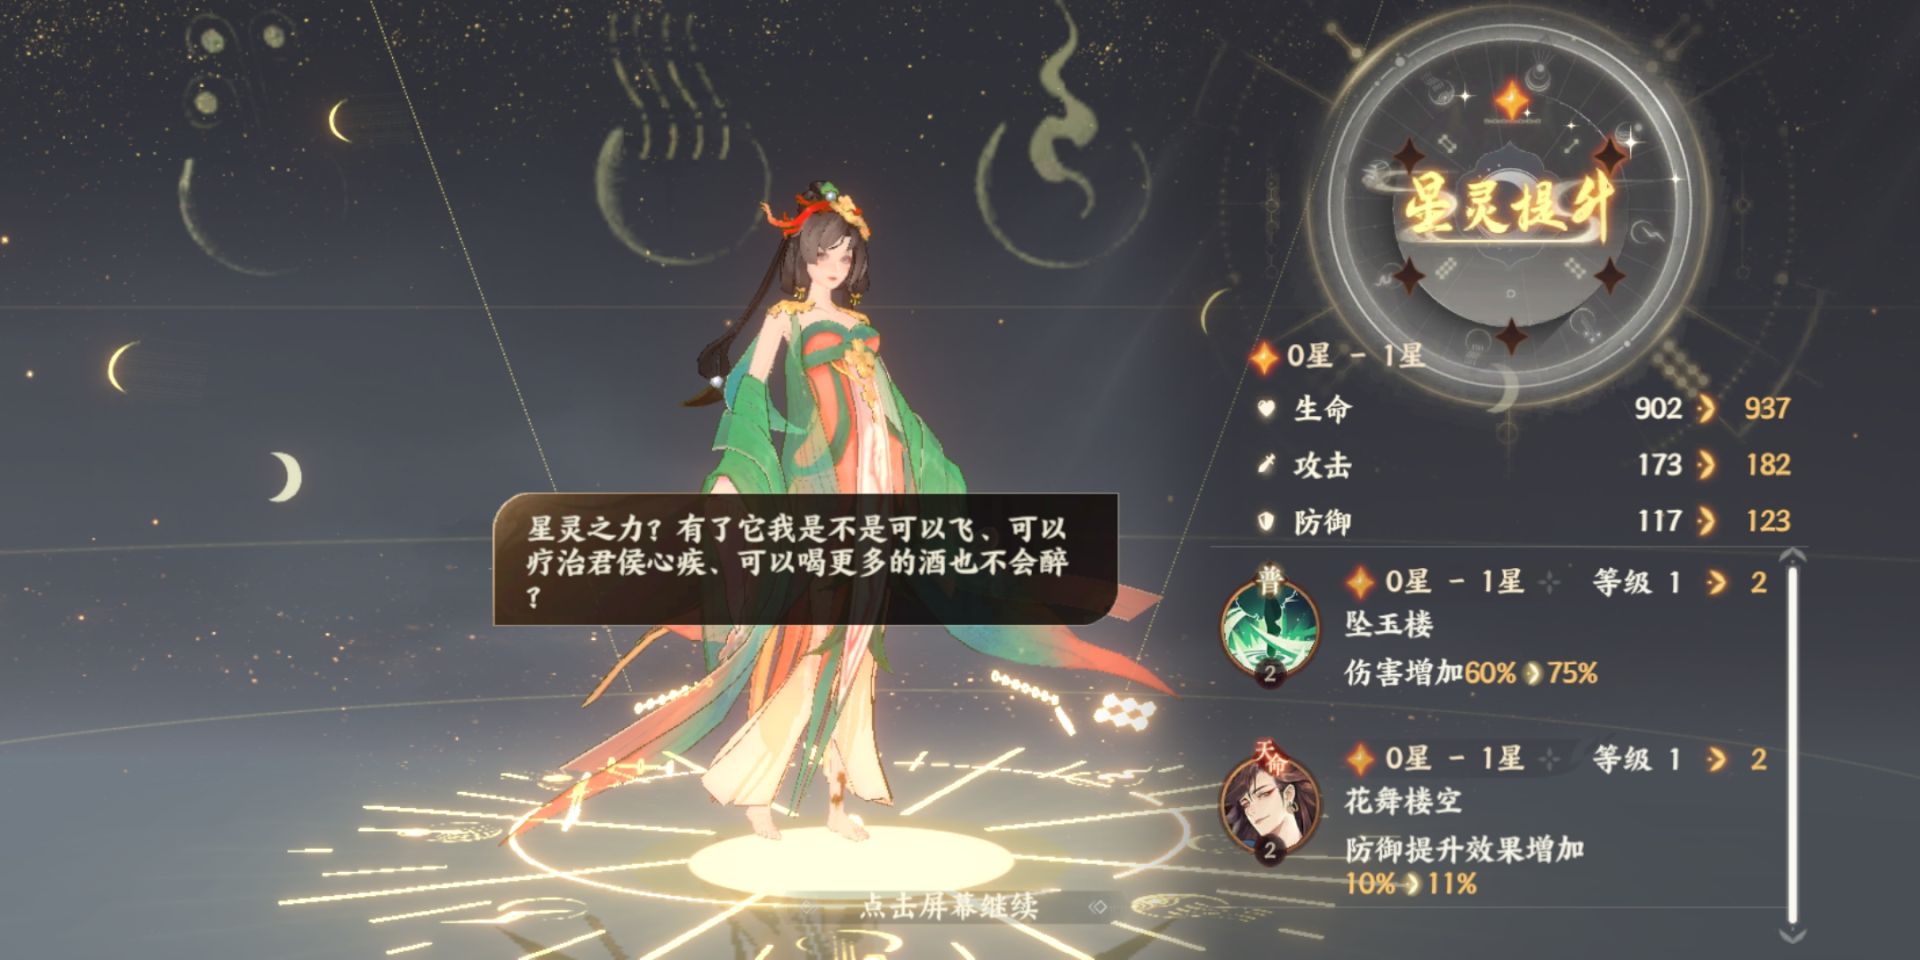 星灵提升
0星 - 1星
生命 902 937
攻击 173 182
防御 117 123
星灵之力？有了它我是不是可以飞、可以
疗治君侯心疾、可以喝更多的酒也不会醉
？
普
2
0星 - 1星 等级 1 2
坠玉楼
伤害增加60% 75%
天命
2
0星 - 1星 等级 1 2
花舞楼空
防御提升效果增加
10% 11%
点击屏幕继续